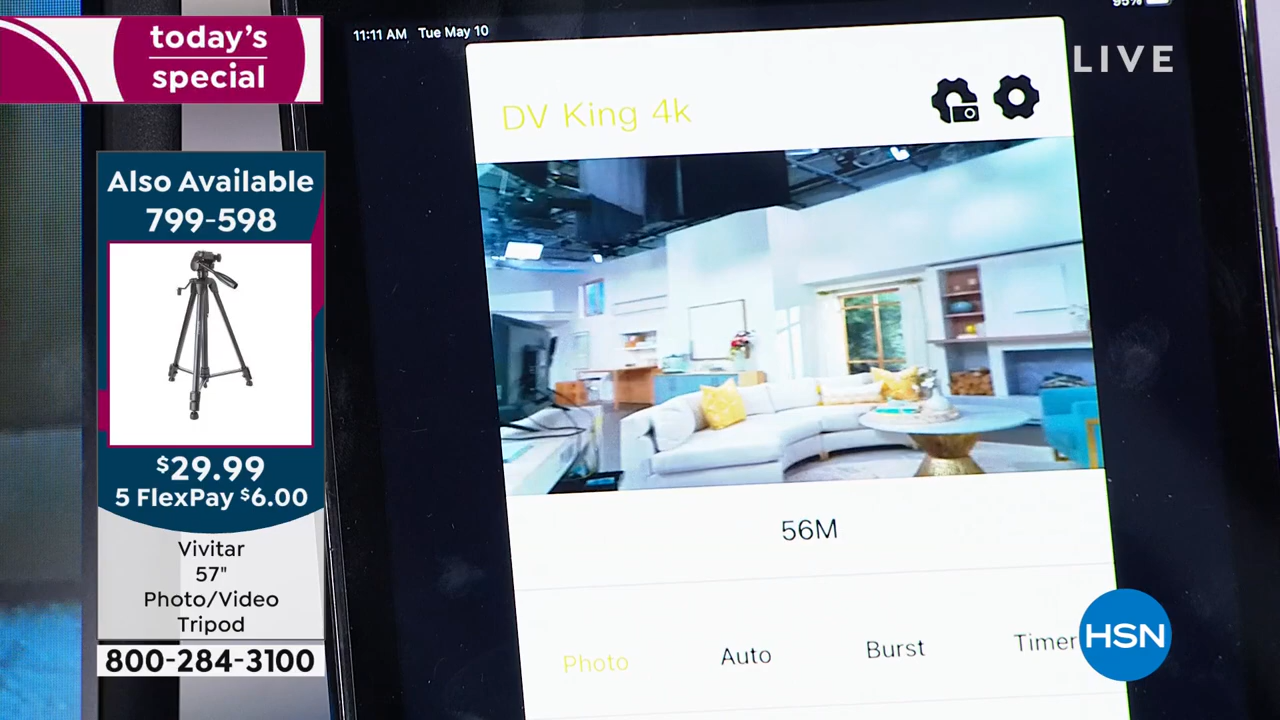 today's
special
11:11 AM Tue May 10
95%
LIVE
DV King 4k
Also Available
799-598
$29.99
5 FlexPay $6.00
Vivitar
57"
Photo/Video
Tripod
800-284-3100
56M
Photo Auto Burst Timer
HSN